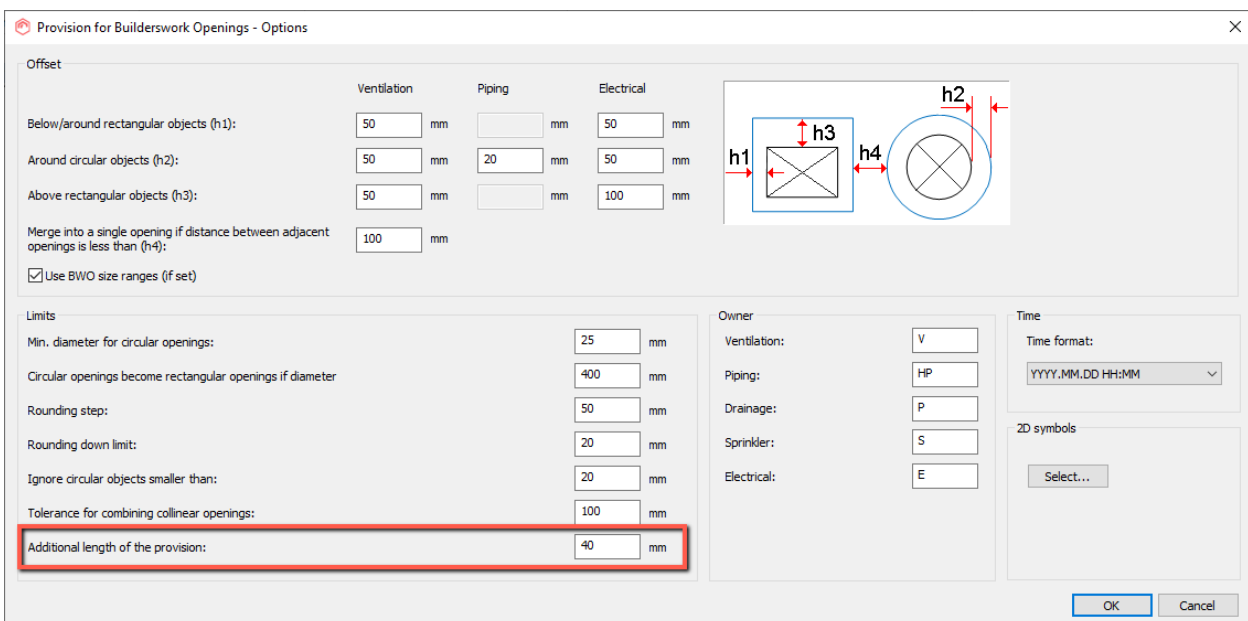 Provision for Builderswork Openings - Options
Offset
Ventilation Piping Electrical
Below/around rectangular objects (h1): 50 mm mm 50 mm
Around circular objects (h2): 50 mm 20 mm 50 mm
Above rectangular objects (h3): 50 mm mm 100 mm
Merge into a single opening if distance between adjacent
openings is less than (h4): 100 mm
Use BWO size ranges (if set)
h2
h3
h1
h4
Limits
Min. diameter for circular openings: 25 mm
Circular openings become rectangular openings if diameter 400 mm
Rounding step: 50 mm
Rounding down limit: 20 mm
Ignore circular objects smaller than: 20 mm
Tolerance for combining collinear openings: 100 mm
Additional length of the provision: 40 mm
Owner
Ventilation: V
Piping: HP
Drainage: P
Sprinkler: S
Electrical: E
Time
Time format:
YYYY.MM.DD HH:MM
2D symbols
Select...
OK Cancel